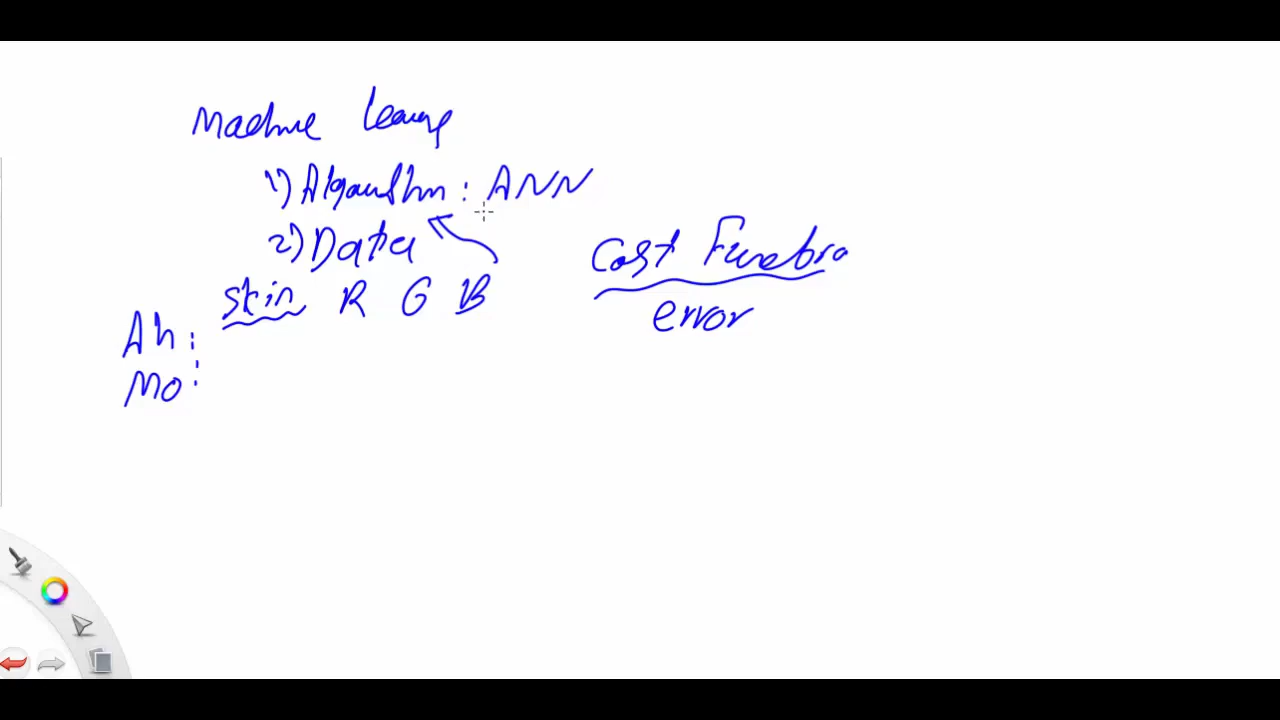 Machine Learning
1) Algorithm : ANN
2) Data
skin R G B
Ah :
Mo :
Cost Function
error